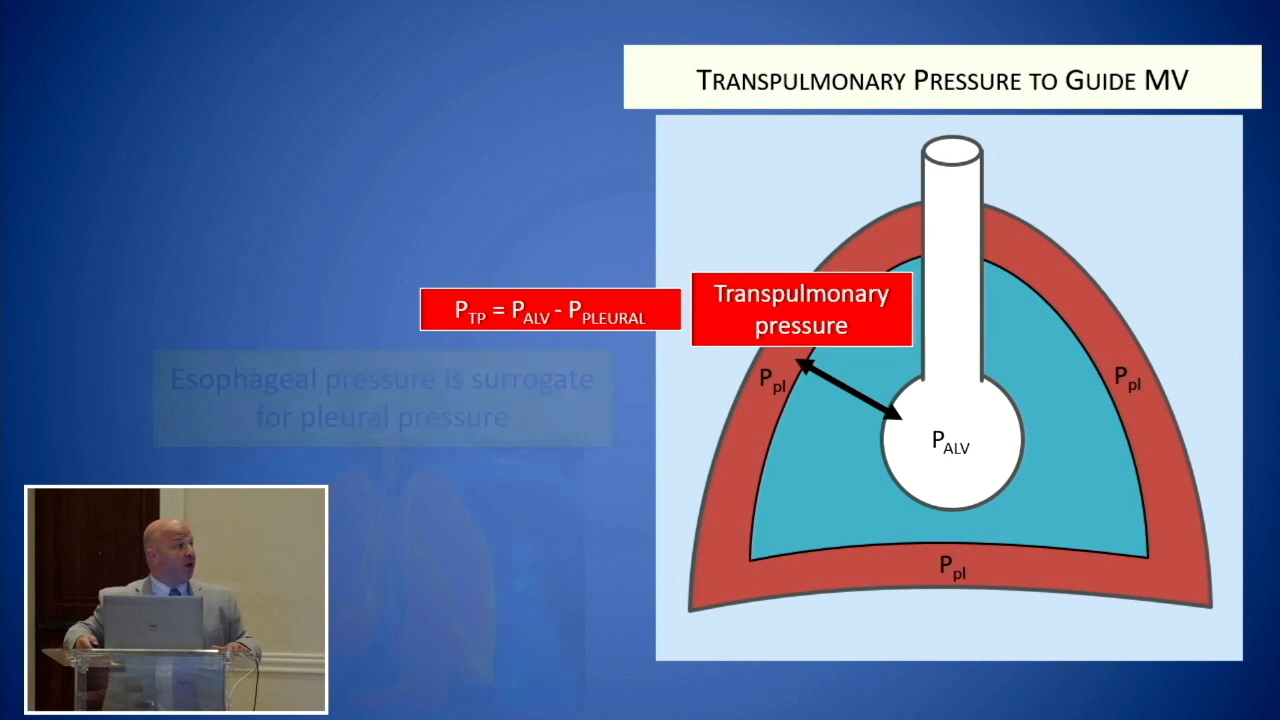 TRANSPULMONARY PRESSURE TO GUIDE MV
Transpulmonary
pressure
PTP = PALV - PPLEURAL
Ppl
Ppl
Esophageal pressure is surrogate
for pleural pressure
PALV
Ppl